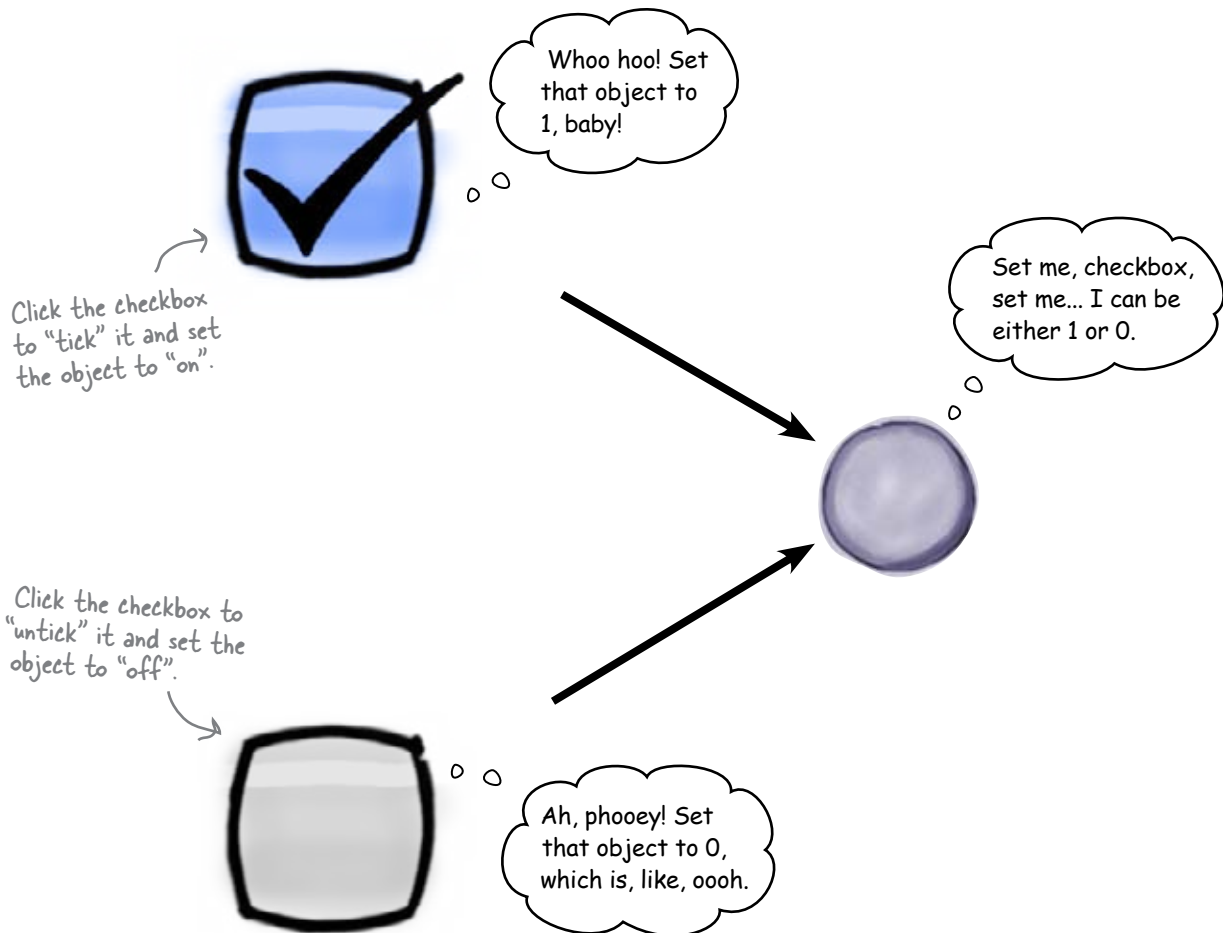 Whoo hoo! Set
that object to
1, baby!
Click the checkbox
to “tick” it and set
the object to “on”.
Set me, checkbox,
set me... I can be
either 1 or 0.
Click the checkbox to
“untick” it and set the
object to “off”.
Ah, phooey! Set
that object to 0,
which is, like, oooh.